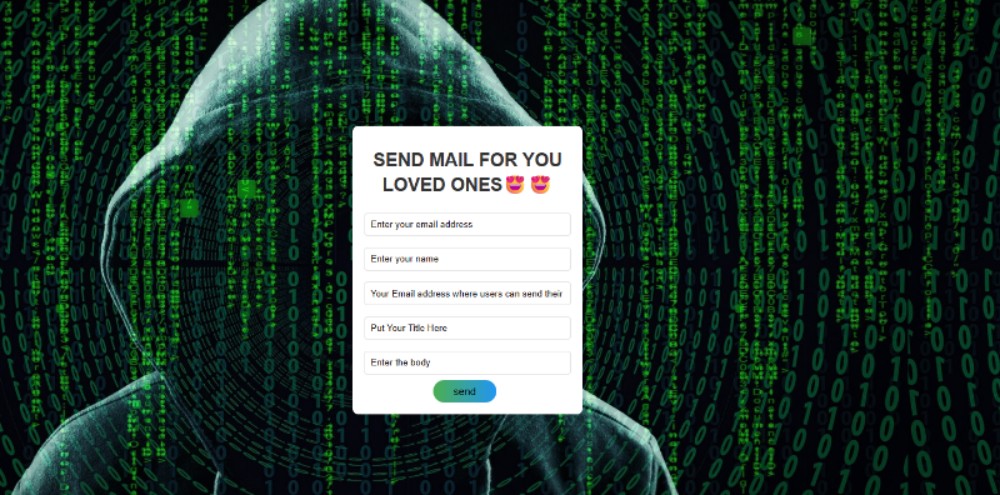 SEND MAIL FOR YOU
LOVED ONES😍😍
Enter your email address
Enter your name
Your Email address where users can send their
Put Your Title Here
Enter the body
send